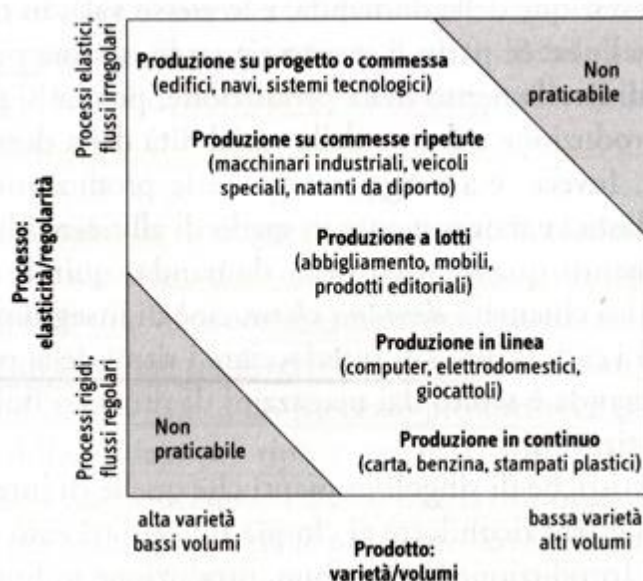 Produzione su progetto o commessa
(edifici, navi, sistemi tecnologici)
Non
praticabile
Produzione su commesse ripetute
(macchinari industriali, veicoli
speciali, natanti da diporto)
Produzione a lotti
(abbigliamento, mobili,
prodotti editoriali)
Produzione in linea
(computer, elettrodomestici,
giocattoli)
Non
praticabile
Produzione in continuo
(carta, benzina, stampati plastici)
Processo:
elasticità/regolarità
Processi elastici,
flussi irregolari
Processi rigidi,
flussi regolari
alta varietà
bassi volumi
Prodotto:
varietà/volumi
bassa varietà
alti volumi